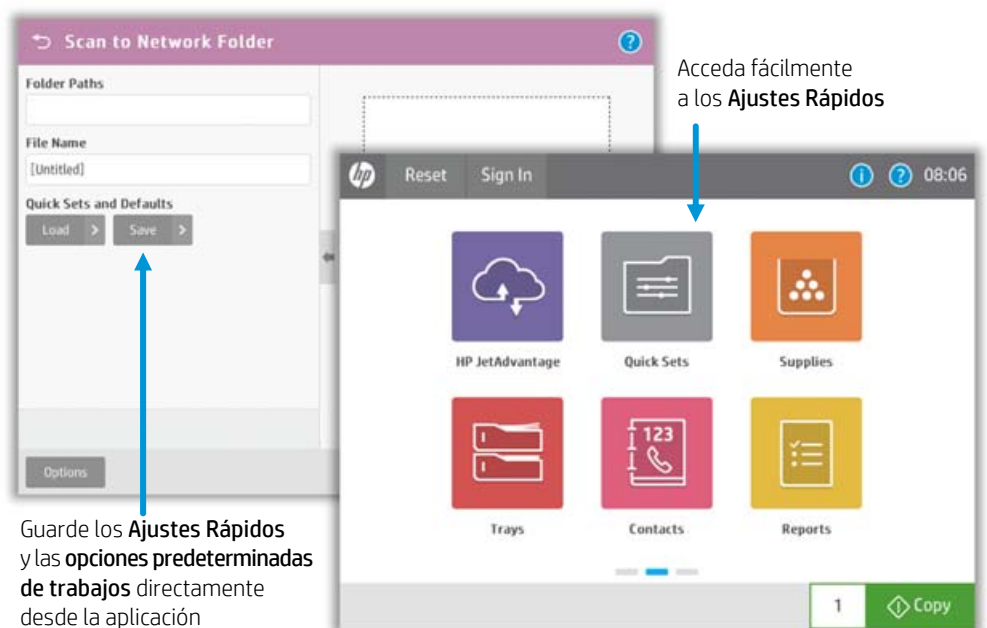 Scan to Network Folder
?
Folder Paths
File Name
[Untitled]
Quick Sets and Defaults
Load >
Save >
Options
Acceda fácilmente
a los Ajustes Rápidos
hp
Reset
Sign In
i
?
08:06
HP JetAdvantage
Quick Sets
Supplies
123
Trays
Contacts
Reports
1
Copy
Guarde los Ajustes Rápidos
y las opciones predeterminadas
de trabajos directamente
desde la aplicación